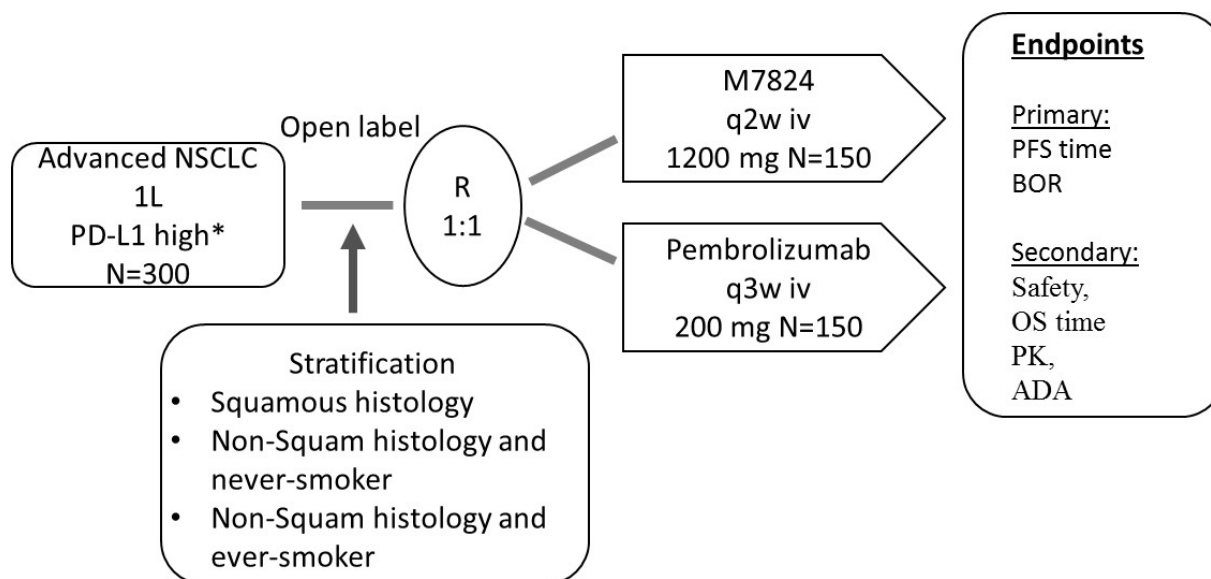 Advanced NSCLC
1L
PD-L1 high*
N=300
Open label
R
1:1
Stratification
• Squamous histology
• Non-Squam histology and
never-smoker
• Non-Squam histology and
ever-smoker
M7824
q2w iv
1200 mg N=150
Pembrolizumab
q3w iv
200 mg N=150
Endpoints
Primary:
PFS time
BOR
Secondary:
Safety,
OS time
PK,
ADA